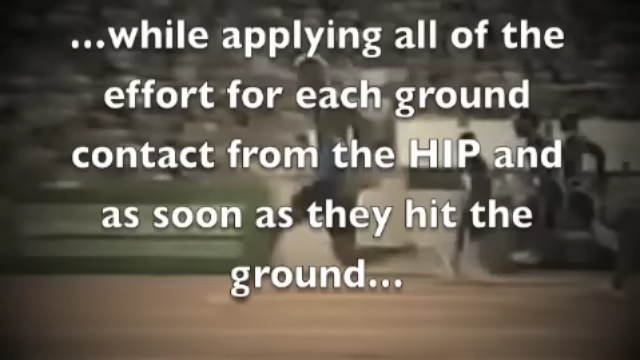 ...while applying all of the
effort for each ground
contact from the HIP and
as soon as they hit the
ground...